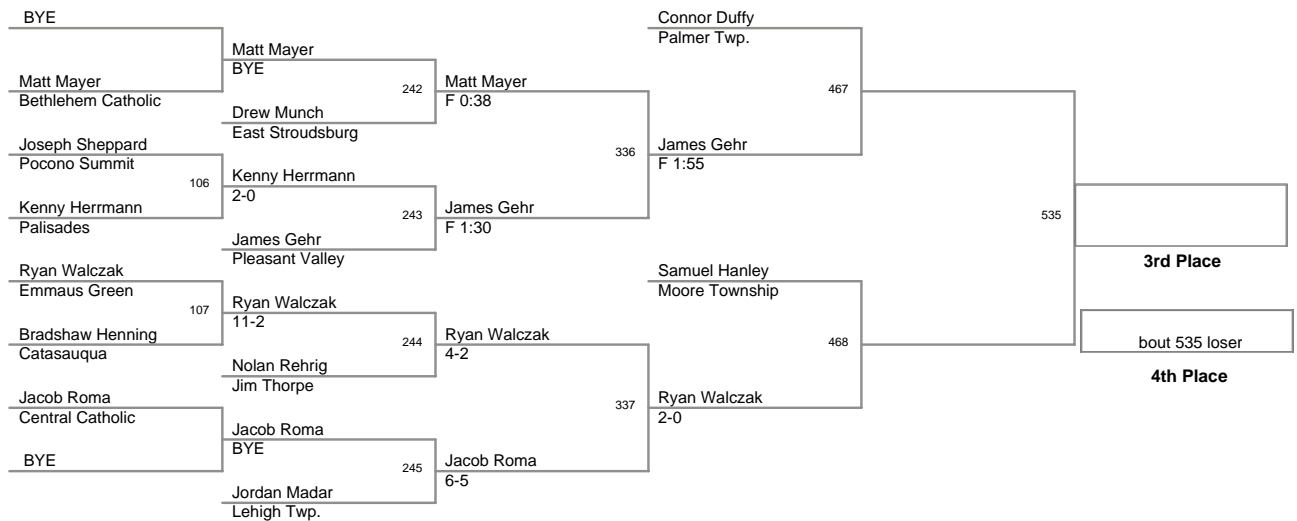 BYE
Matt Mayer
Bethlehem Catholic
Joseph Sheppard
Pocono Summit
106
Kenny Herrmann
Palisades
Ryan Walczak
Emmaus Green
107
Bradshaw Henning
Catasauqua
Jacob Roma
Central Catholic
BYE
Matt Mayer
BYE
242
Drew Munch
East Stroudsburg
Kenny Herrmann
2-0
243
James Gehr
Pleasant Valley
Ryan Walczak
11-2
244
Nolan Rehrig
Jim Thorpe
Jacob Roma
BYE
245
Jordan Madar
Lehigh Twp.
Matt Mayer
F 0:38
336
James Gehr
F 1:30
Ryan Walczak
4-2
337
Jacob Roma
6-5
Connor Duffy
Palmer Twp.
467
James Gehr
F 1:55
Samuel Hanley
Moore Township
468
Ryan Walczak
2-0
535
3rd Place
bout 535 loser
4th Place